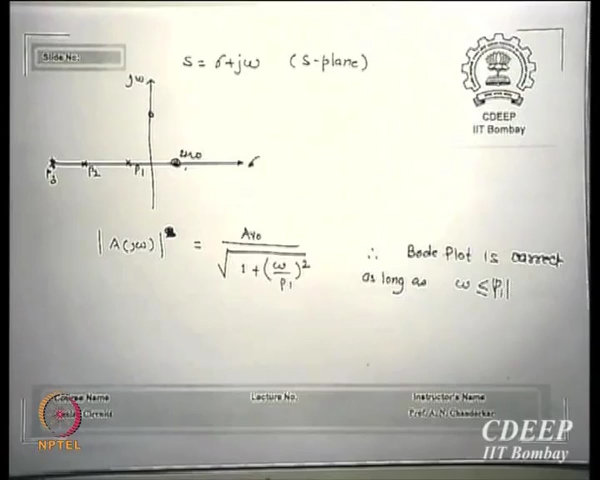 Slide No:
s = σ+jω (s-plane)
CDEEP
IIT Bombay
jω
zero
σ
P3 P2 P1
|A(jω)| = Avo / √(1 + (ω/P1)²)
∴ Bode Plot is correct
as long as ω ≤ |P1|
Course Name Lecture No. Instructor's Name
Prof. A. N. Chandorkar
NPTEL
CDEEP
IIT Bombay